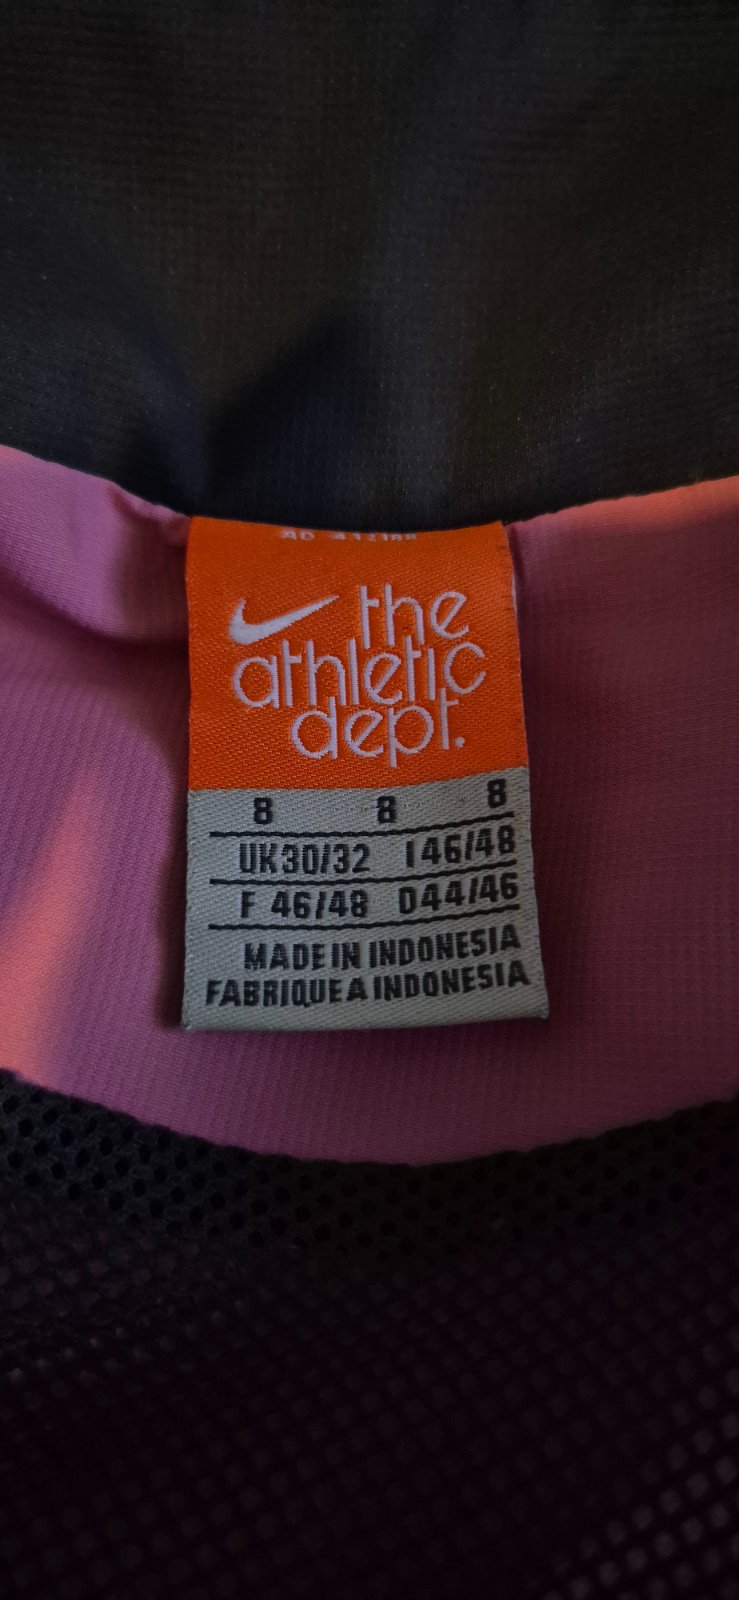 the
athletic
dept.
8 8 8
UK30/32 I46/48
F 46/48 D44/46
MADE IN INDONESIA
FABRIQUE A INDONESIA